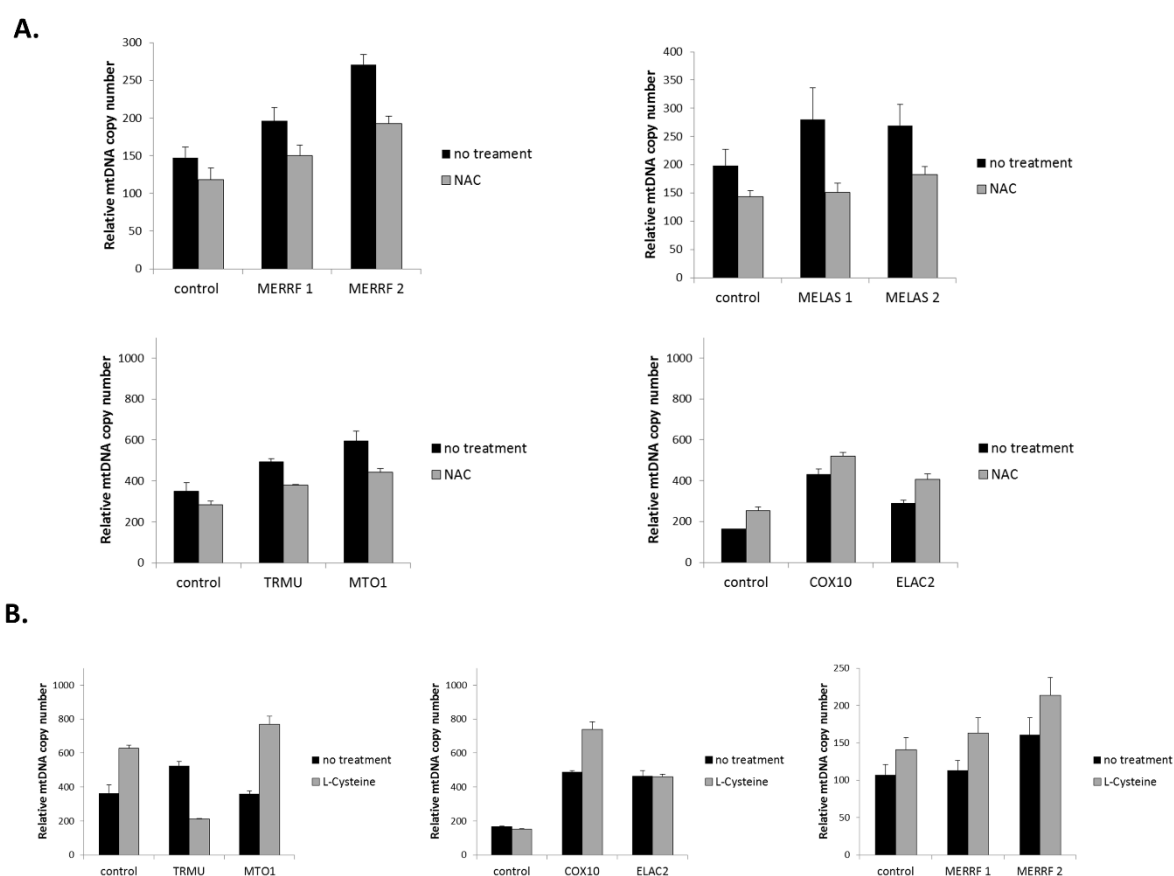 A.
Relative mtDNA copy number
300
250
200
150
100
50
0
control MERRF 1 MERRF 2
no treament
NAC
Relative mtDNA copy number
400
350
300
250
200
150
100
50
0
control MELAS 1 MELAS 2
no treatment
NAC
Relative mtDNA copy number
1000
800
600
400
200
0
control TRMU MTO1
no treatment
NAC
Relative mtDNA copy number
1000
800
600
400
200
0
control COX10 ELAC2
no treatment
NAC
B.
Relative mtDNA copy number
1000
800
600
400
200
0
control TRMU MTO1
no treatment
L-Cysteine
Relative mtDNA copy number
1000
800
600
400
200
0
control COX10 ELAC2
no treatment
L-Cysteine
Relative mtDNA copy number
250
200
150
100
50
0
control MERRF 1 MERRF 2
no treatment
L-Cysteine